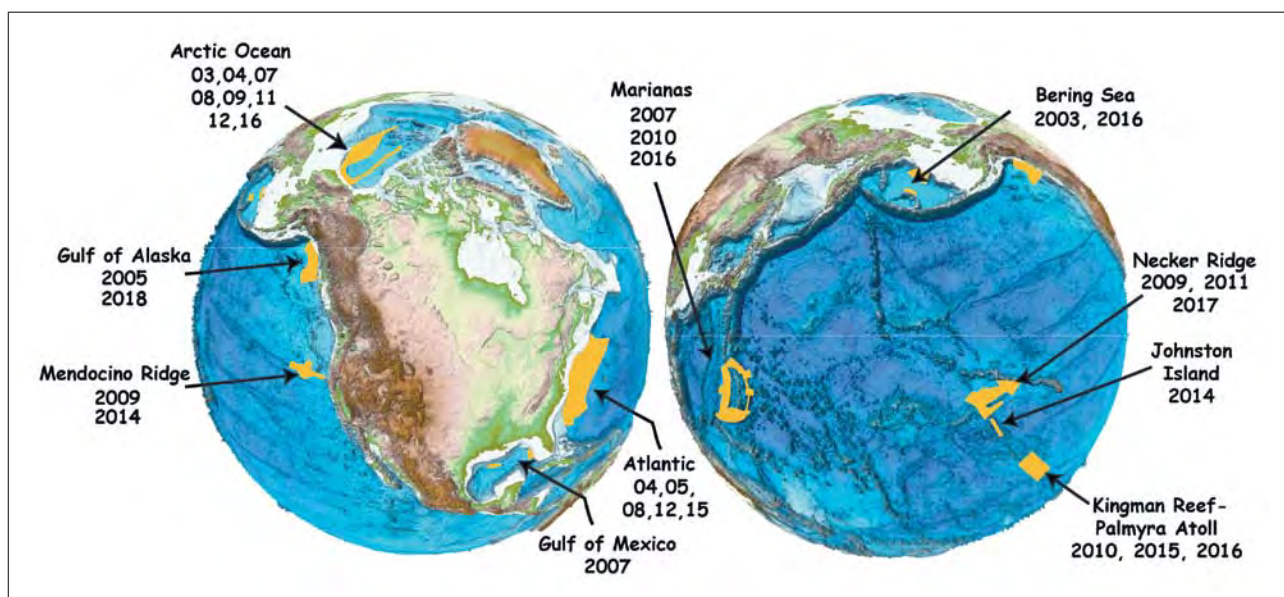 Arctic Ocean
03,04,07
08,09,11
12,16
Gulf of Alaska
2005
2018
Mendocino Ridge
2009
2014
Atlantic
04,05,
08,12,15
Gulf of Mexico
2007
Marianas
2007
2010
2016
Bering Sea
2003, 2016
Necker Ridge
2009, 2011
2017
Johnston
Island
2014
Kingman Reef-
Palmyra Atoll
2010, 2015, 2016